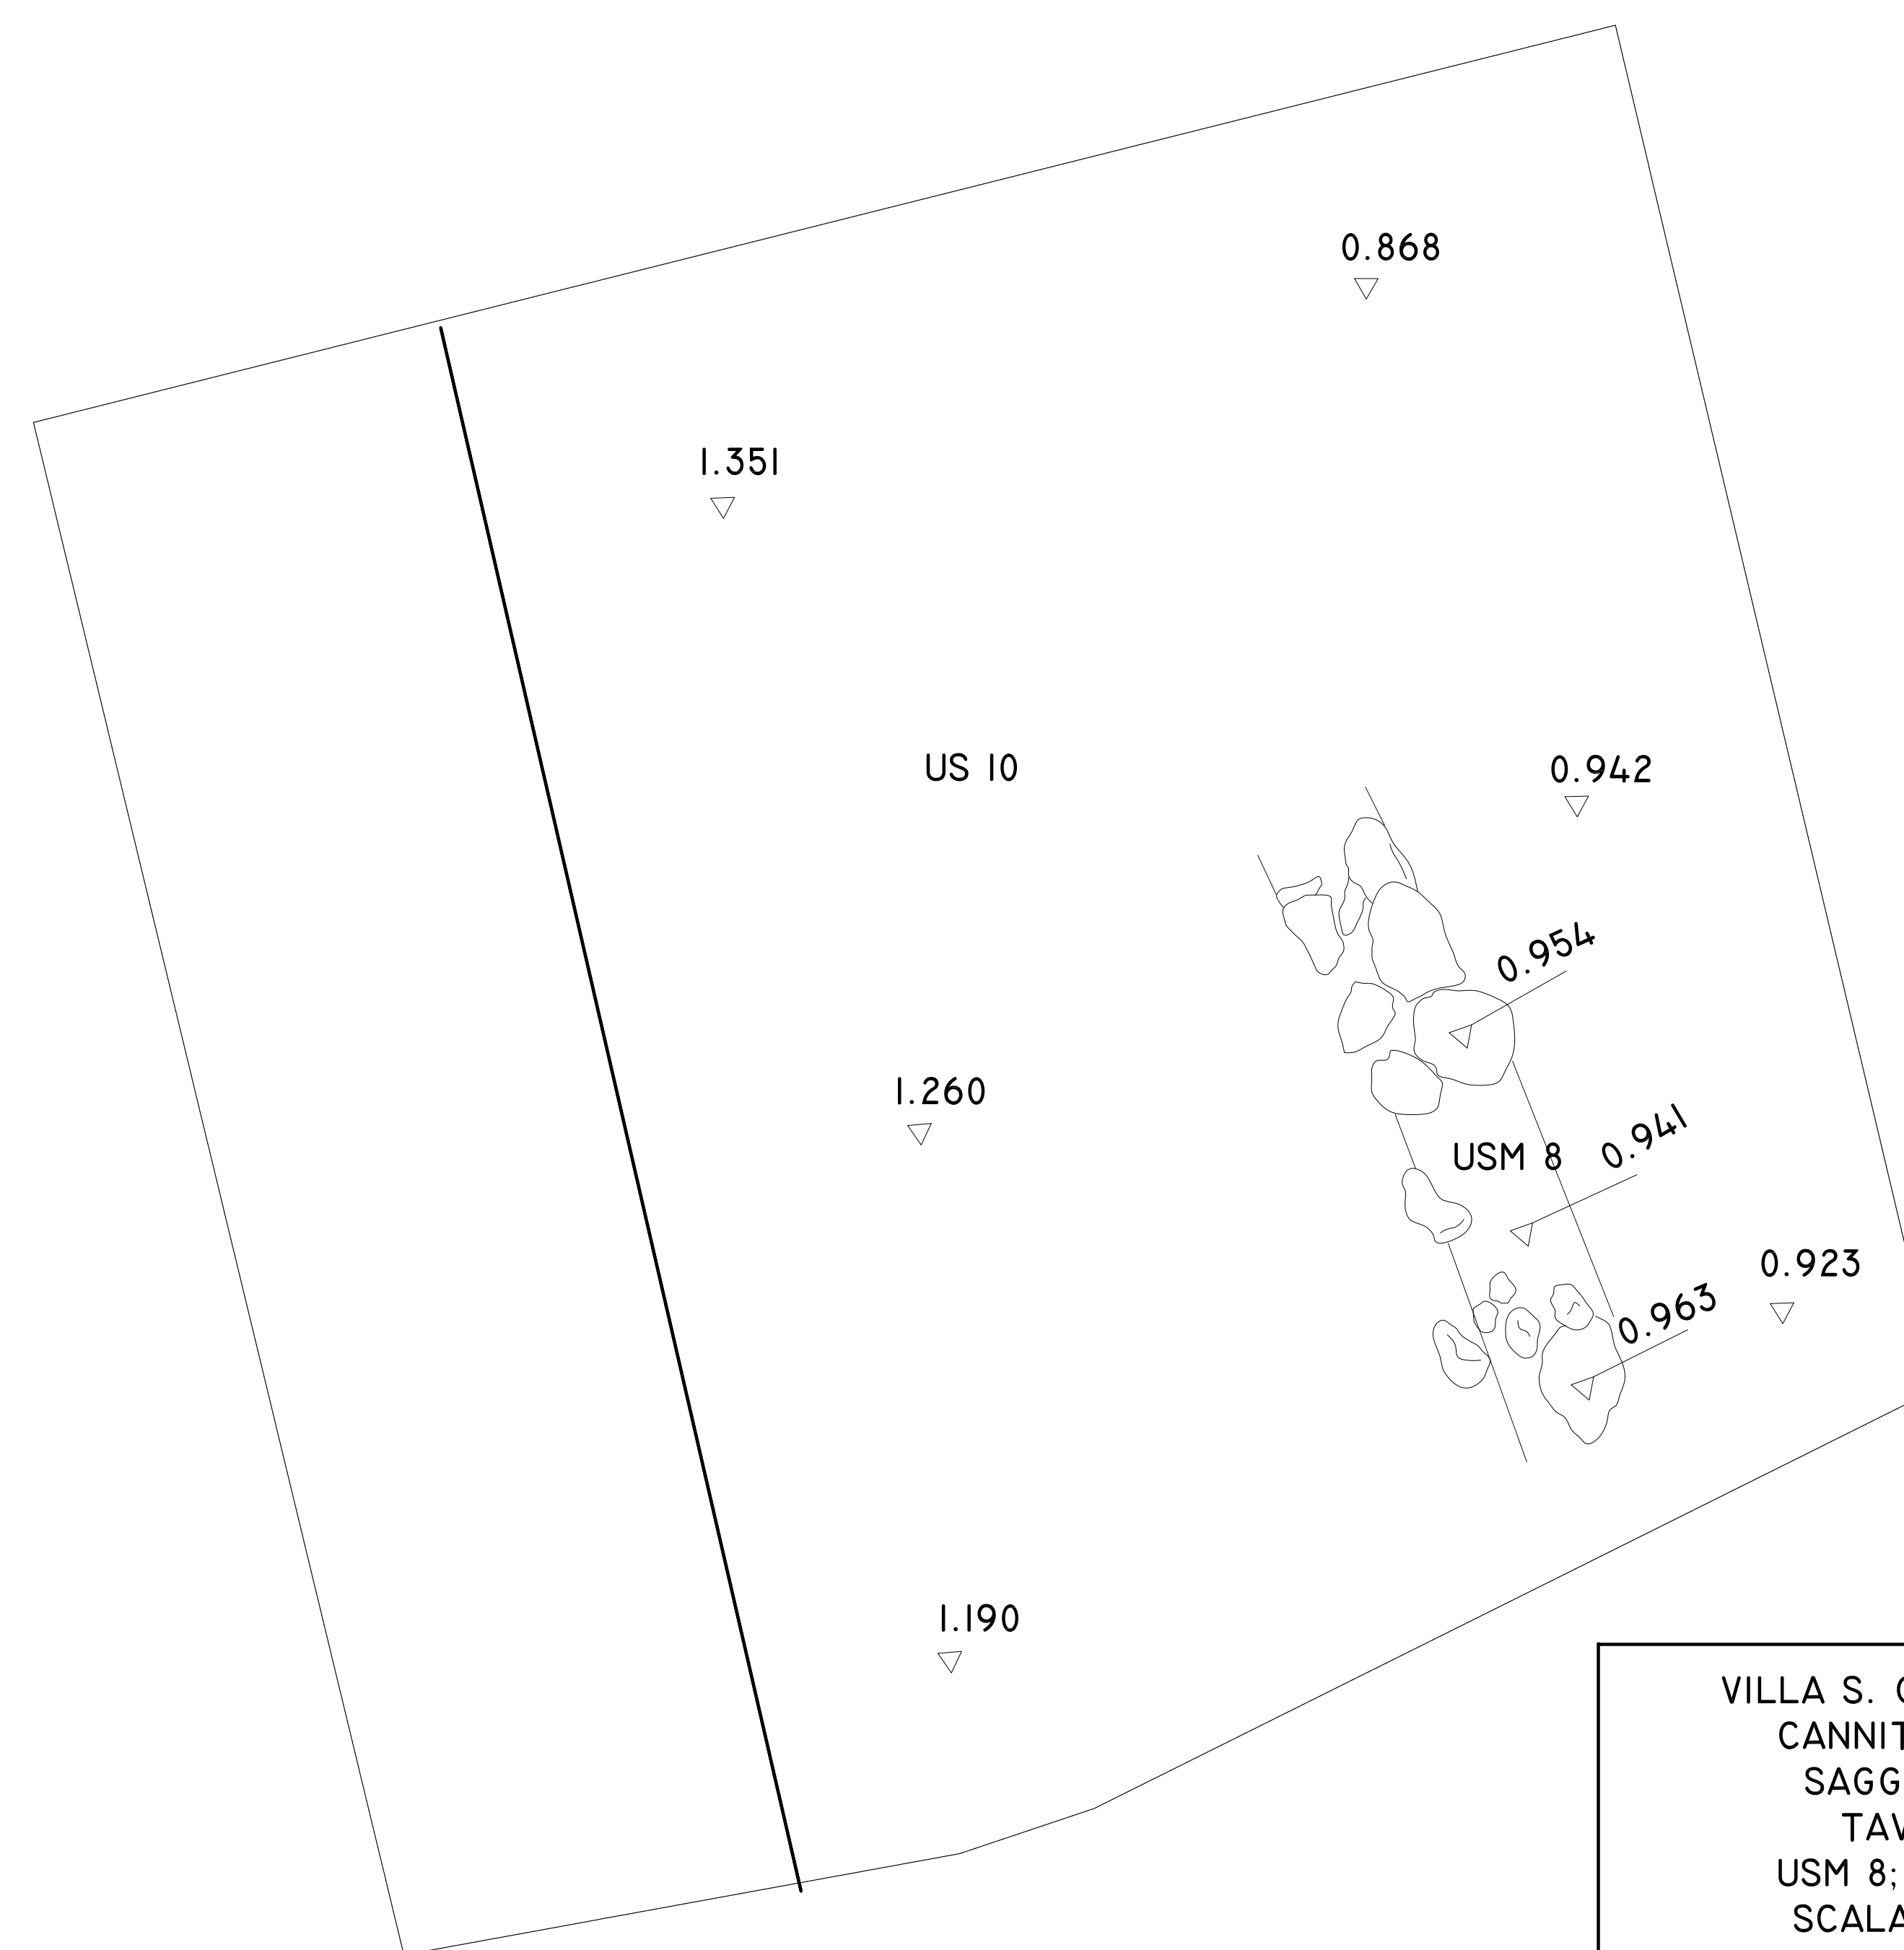 0.868
1.351
US 10
0.942
0.954
1.260
USM 8
0.941
0.923
0.963
1.190
VILLA S.
CANNIT
SAGG
TAV
USM 8;
SCALA